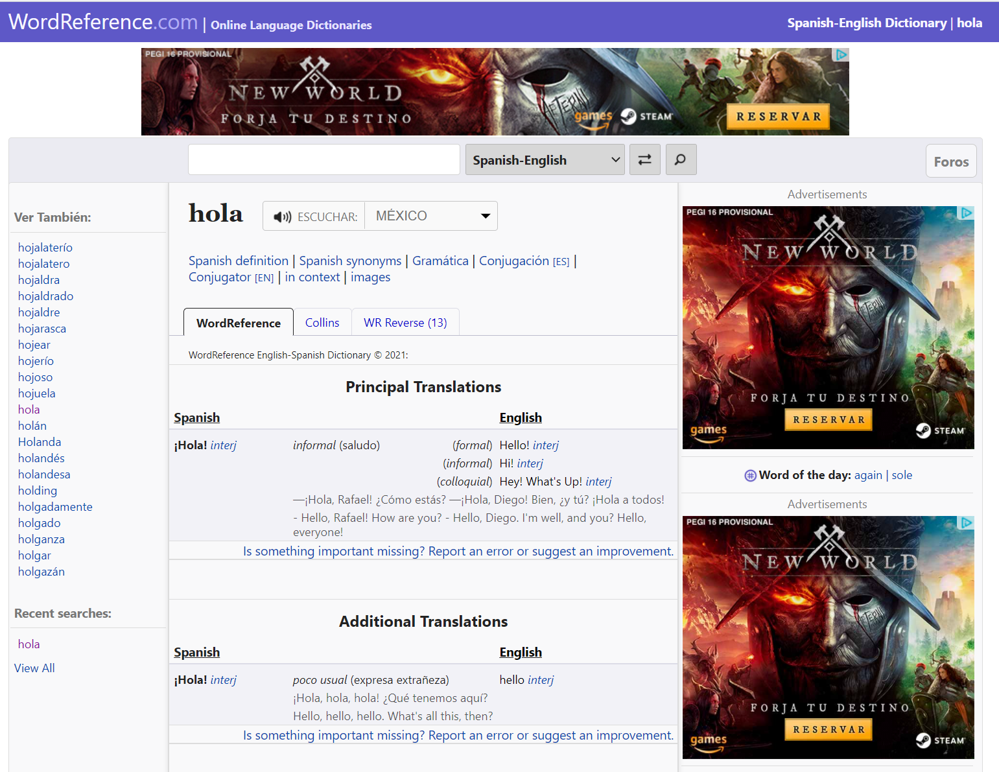 WordReference.com | Online Language Dictionaries
Spanish-English Dictionary | hola
PEGI 16 PROVISIONAL
NEW WORLD
FORJA TU DESTINO
AETERNUM
games
STEAM
RESERVAR
Spanish-English
Foros
Ver También:
hojalaterío
hojalatero
hojaldra
hojaldrado
hojaldre
hojarasca
hojear
hojerío
hojoso
hojuela
hola
holán
Holanda
holandés
holandesa
holding
holgadamente
holgado
holganza
holgar
holgazán
Recent searches:
hola
View All
hola
ESCUCHAR:
MÉXICO
Spanish definition | Spanish synonyms | Gramática | Conjugación [ES] |
Conjugator [EN] | in context | images
WordReference
Collins
WR Reverse (13)
WordReference English-Spanish Dictionary © 2021:
Principal Translations
Spanish English
¡Hola! interj informal (saludo) (formal) Hello! interj
(informal) Hi! interj
(colloquial) Hey! What's Up! interj
—¡Hola, Rafael! ¿Cómo estás? —¡Hola, Diego! Bien, ¿y tú? ¡Hola a todos!
- Hello, Rafael! How are you? - Hello, Diego. I'm well, and you? Hello,
everyone!
Is something important missing? Report an error or suggest an improvement.
Additional Translations
Spanish English
¡Hola! interj poco usual (expresa extrañeza) hello interj
¡Hola, hola, hola! ¿Qué tenemos aquí?
Hello, hello, hello. What's all this, then?
Is something important missing? Report an error or suggest an improvement.
Advertisements
PEGI 16 PROVISIONAL
NEW WORLD
FORJA TU DESTINO
RESERVAR
games
STEAM
Word of the day: again | sole
Advertisements
PEGI 16 PROVISIONAL
NEW WORLD
FORJA TU DESTINO
RESERVAR
games
STEAM